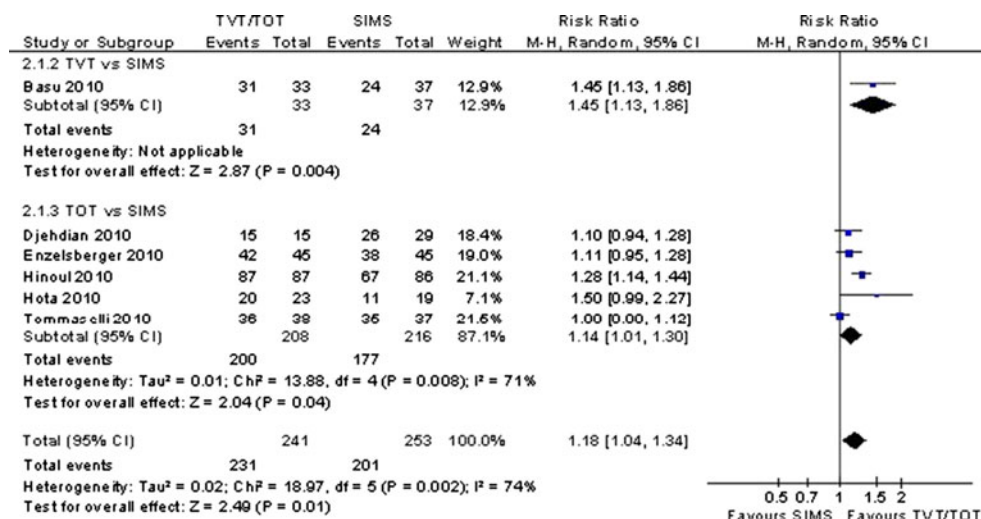 TVT/TOT SIMS Risk Ratio Risk Ratio
Study or Subgroup Events Total Events Total Weight M-H, Random, 95% CI M-H, Random, 95% CI
2.1.2 TVT vs SIMS
Basu 2010 31 33 24 37 12.9% 1.45 [1.13, 1.86]
Subtotal (95% CI) 33 37 12.9% 1.45 [1.13, 1.86]
Total events 31 24
Heterogeneity: Not applicable
Test for overall effect: Z = 2.87 (P = 0.004)
2.1.3 TOT vs SIMS
Djehdian 2010 15 15 26 29 18.4% 1.10 [0.94, 1.28]
Enzelsberger 2010 42 45 38 45 19.0% 1.11 [0.95, 1.28]
Hinoul 2010 87 87 67 86 21.1% 1.28 [1.14, 1.44]
Hota 2010 20 23 11 19 7.1% 1.50 [0.99, 2.27]
Tommaselli 2010 36 38 35 37 21.5% 1.00 [0.00, 1.12]
Subtotal (95% CI) 208 216 87.1% 1.14 [1.01, 1.30]
Total events 200 177
Heterogeneity: Tau² = 0.01; Chi² = 13.88, df = 4 (P = 0.008); I² = 71%
Test for overall effect: Z = 2.04 (P = 0.04)
Total (95% CI) 241 253 100.0% 1.18 [1.04, 1.34]
Total events 231 201
Heterogeneity: Tau² = 0.02; Chi² = 18.97, df = 5 (P = 0.002); I² = 74%
Test for overall effect: Z = 2.49 (P = 0.01)
0.5 0.7 1 1.5 2
Favours SIMS Favours TVT/TOT